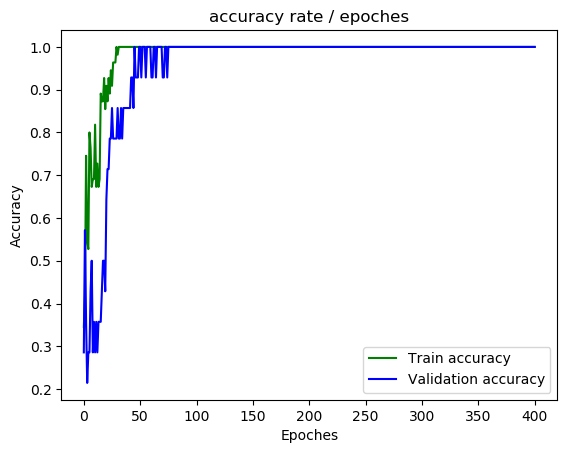 accuracy rate / epoches
Accuracy
1.0
0.9
0.8
0.7
0.6
0.5
0.4
0.3
0.2
Train accuracy
Validation accuracy
0 50 100 150 200 250 300 350 400
Epoches